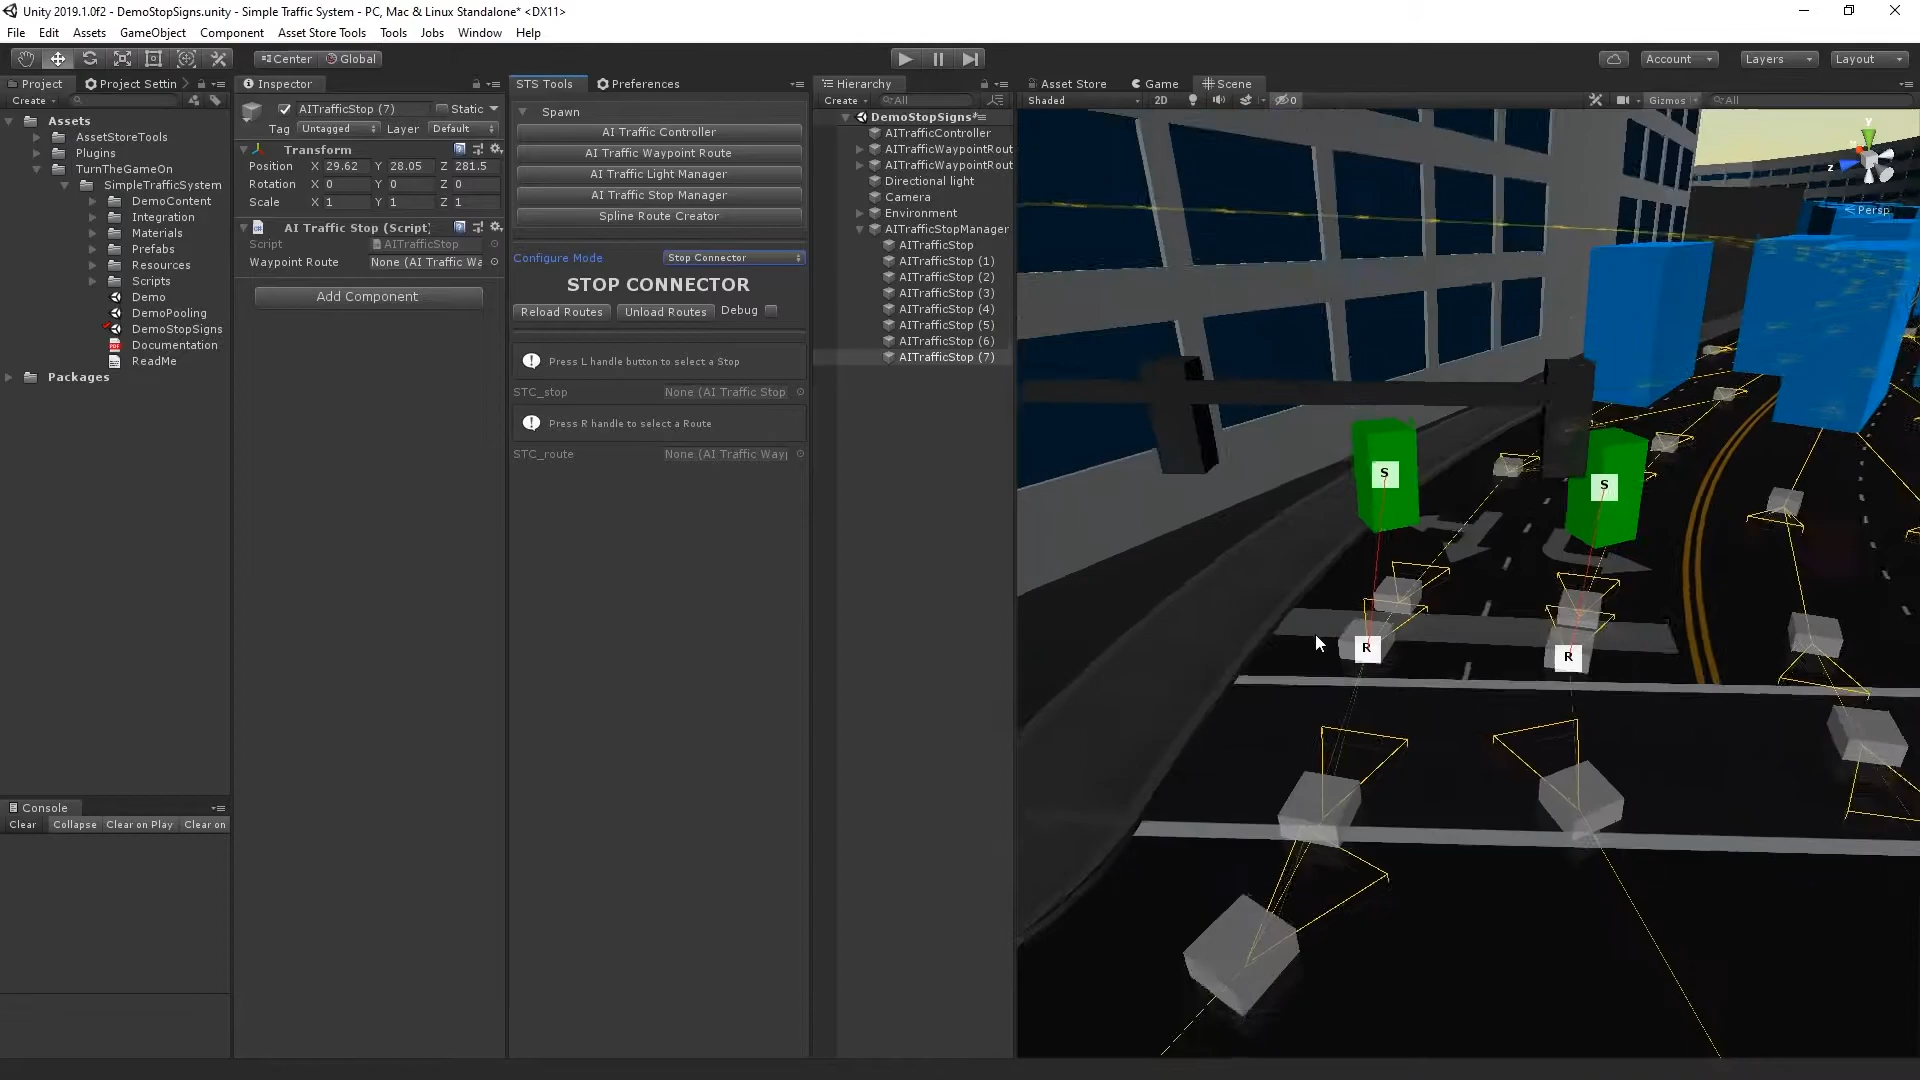 Unity 2019.1.0f2 - DemoStopSigns.unity - Simple Traffic System - PC, Mac & Linux Standalone* <DX11>
File Edit Assets GameObject Component Asset Store Tools Tools Jobs Window Help
Center Global Account Layers Layout
Project Project Settin
Create
Assets
AssetStoreTools
Plugins
TurnTheGameOn
SimpleTrafficSystem
DemoContent
Integration
Materials
Prefabs
Resources
Scripts
Demo
DemoPooling
DemoStopSigns
Documentation
ReadMe
Packages
Console
Clear Collapse Clear on Play Clear on
Inspector
AITrafficStop (7) Static
Tag Untagged Layer Default
Transform
Position X 29.62 Y 28.05 Z 281.5
Rotation X 0 Y 0 Z 0
Scale X 1 Y 1 Z 1
AI Traffic Stop (Script)
Script AITrafficStop
Waypoint Route None (AI Traffic Wa
Add Component
STS Tools Preferences
Spawn
AI Traffic Controller
AI Traffic Waypoint Route
AI Traffic Light Manager
AI Traffic Stop Manager
Spline Route Creator
Configure Mode Stop Connector
STOP CONNECTOR
Reload Routes Unload Routes Debug
Press L handle button to select a Stop
STC_stop None (AI Traffic Stop
Press R handle to select a Route
STC_route None (AI Traffic Way
Hierarchy
Create All
DemoStopSigns*
AITrafficController
AITrafficWaypointRout
AITrafficWaypointRout
Directional light
Camera
Environment
AITrafficStopManager
AITrafficStop
AITrafficStop (1)
AITrafficStop (2)
AITrafficStop (3)
AITrafficStop (4)
AITrafficStop (5)
AITrafficStop (6)
AITrafficStop (7)
Asset Store Game Scene
Shaded 2D 0 Gizmos All
y
x
z
Persp
S
S
R
R